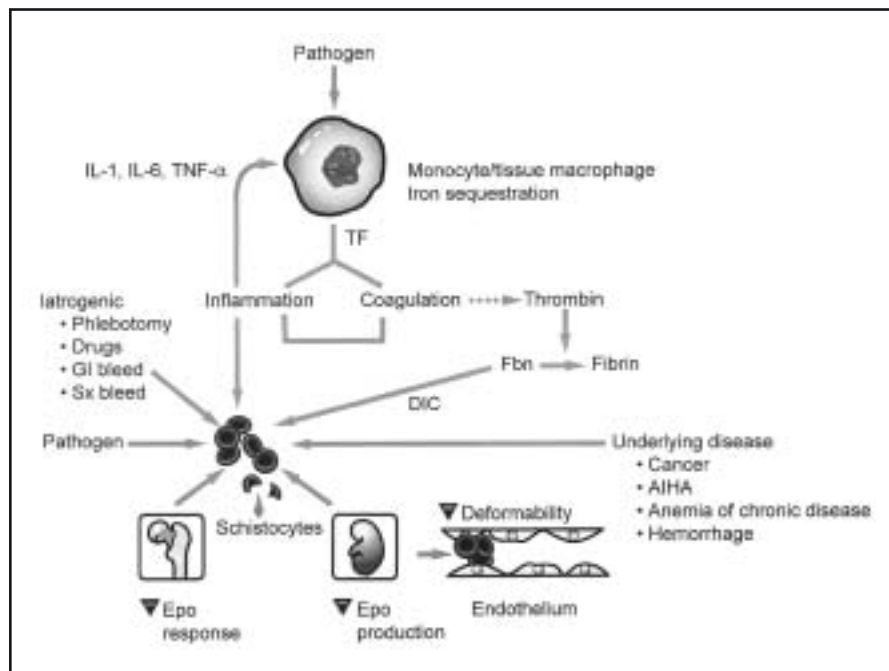 Pathogen
IL-1, IL-6, TNF-α
Monocyte/tissue macrophage
Iron sequestration
TF
Iatrogenic
• Phlebotomy
• Drugs
• GI bleed
• Sx bleed
Inflammation
Coagulation
Thrombin
Fbn
Fibrin
DIC
Pathogen
Underlying disease
• Cancer
• AIHA
• Anemia of chronic disease
• Hemorrhage
Schistocytes
Deformability
Epo
response
Epo
production
Endothelium